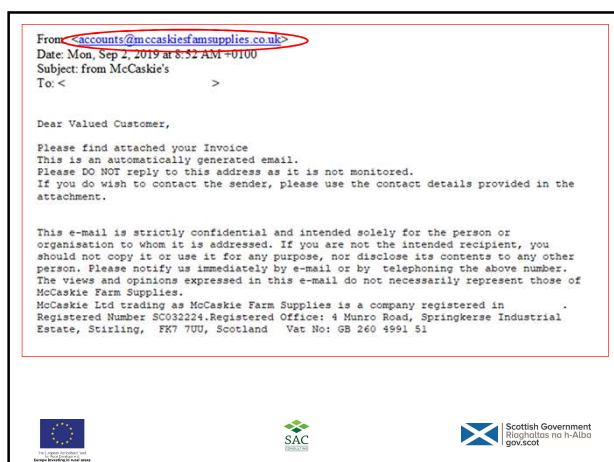 From: <accounts@mccaskiesfamsupplies.co.uk>
Date: Mon, Sep 2, 2019 at 8:52 AM +0100
Subject: from McCaskie's
To: < >
Dear Valued Customer,
Please find attached your Invoice
This is an automatically generated email.
Please DO NOT reply to this address as it is not monitored.
If you do wish to contact the sender, please use the contact details provided in the
attachment.
This e-mail is strictly confidential and intended solely for the person or
organisation to whom it is addressed. If you are not the intended recipient, you
should not copy it or use it for any purpose, nor disclose its contents to any other
person. Please notify us immediately by e-mail or by telephoning the above number.
The views and opinions expressed in this e-mail do not necessarily represent those of
McCaskie Farm Supplies.
McCaskie Ltd trading as McCaskie Farm Supplies is a company registered in .
Registered Number SC032224.Registered Office: 4 Munro Road, Springkerse Industrial
Estate, Stirling, FK7 7UU, Scotland Vat No: GB 260 4991 51
Europe investing in rural areas
SAC
CONSULTING
Scottish Government
Riaghaltas na h-Alba
gov.scot